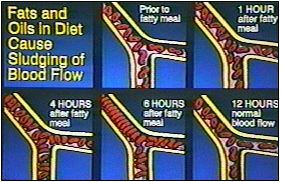 Fats and
Oils in Diet
Cause
Sludging of
Blood Flow
Prior to
fatty meal
1 HOUR
after fatty
meal
4 HOURS
after fatty
meal
6 HOURS
after fatty
meal
12 HOURS
normal
blood flow